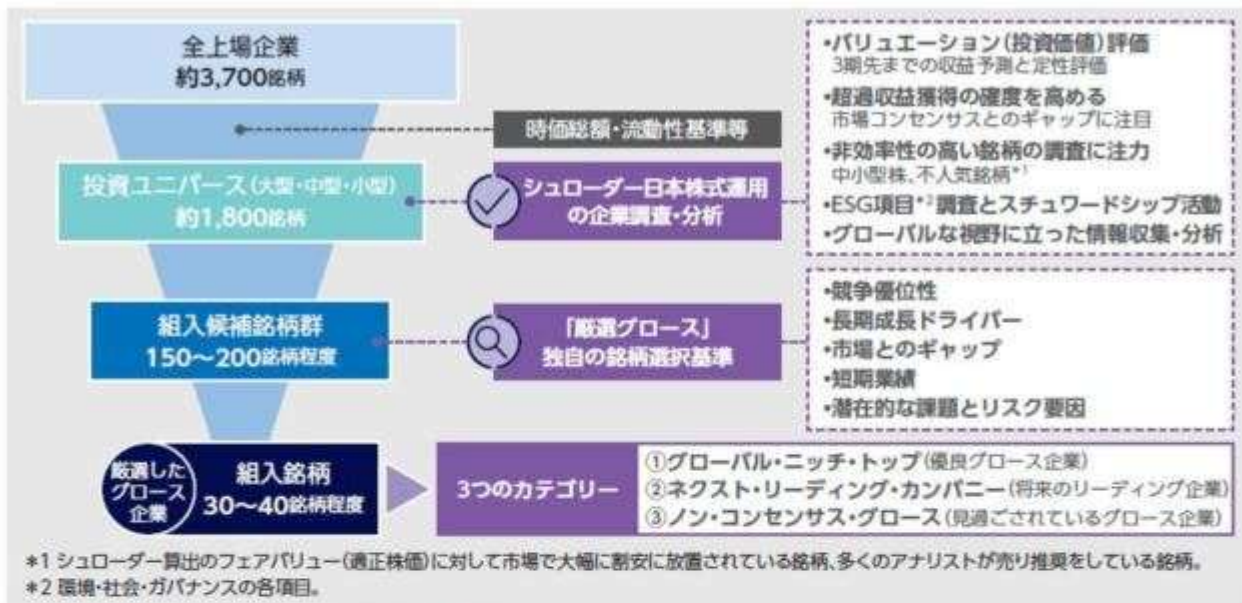 全上場企業
約3,700銘柄
時価総額・流動性基準等
投資ユニバース(大型・中型・小型)
約1,800銘柄
シュローダー日本株式運用
の企業調査・分析
•バリュエーション(投資価値)評価
3期先までの収益予測と定性評価
•超過収益獲得の確度を高める
市場コンセンサスとのギャップに注目
•非効率性の高い銘柄の調査に注力
中小型株、不人気銘柄*1
•ESG項目*2調査とスチュワードシップ活動
•グローバルな視野に立った情報収集・分析
組入候補銘柄群
150〜200銘柄程度
「厳選グロース」
独自の銘柄選択基準
•競争優位性
•長期成長ドライバー
•市場とのギャップ
•短期業績
•潜在的な課題とリスク要因
厳選した
グロース
企業
組入銘柄
30〜40銘柄程度
3つのカテゴリー
①グローバル・ニッチ・トップ(優良グロース企業)
②ネクスト・リーディング・カンパニー(将来のリーディング企業)
③ノン・コンセンサス・グロース(見過ごされているグロース企業)
*1 シュローダー算出のフェアバリュー(適正株価)に対して市場で大幅に割安に放置されている銘柄、多くのアナリストが売り推奨をしている銘柄。
*2 環境・社会・ガバナンスの各項目。